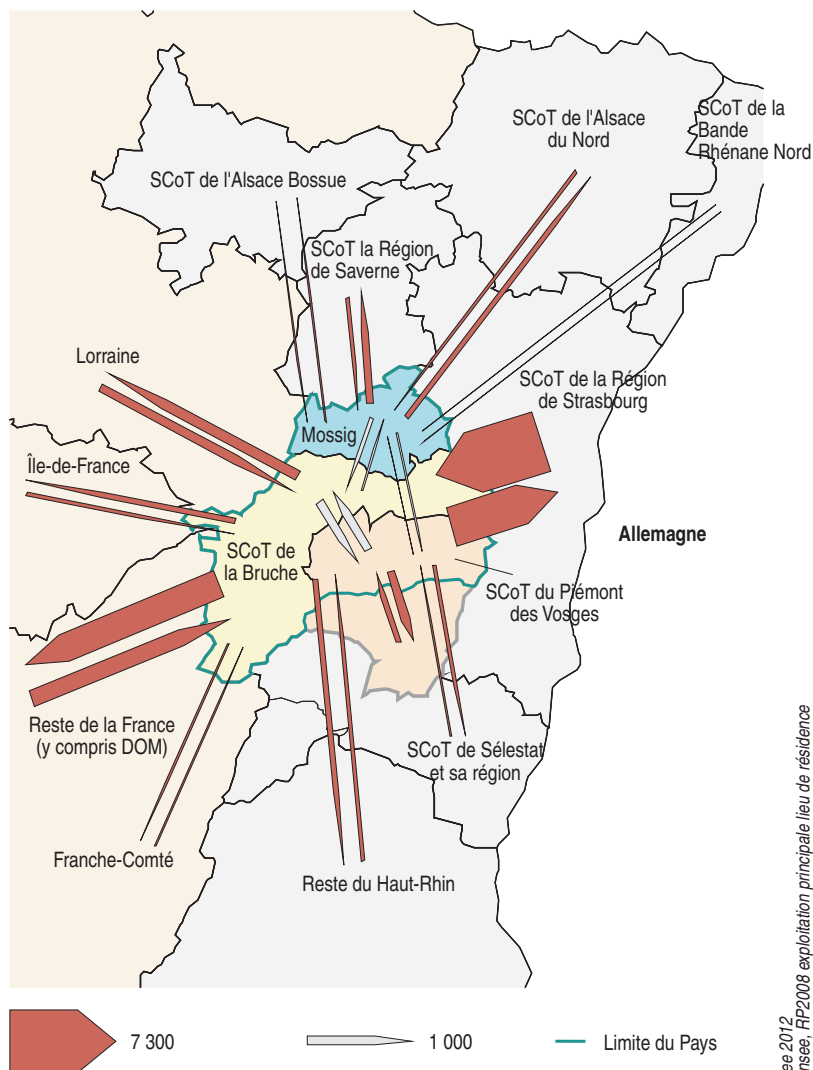 SCoT de l'Alsace
du Nord
SCoT de la
Bande
Rhénane Nord
SCoT de l'Alsace Bossue
SCoT la Région
de Saverne
Lorraine
SCoT de la Région
de Strasbourg
Mossig
Île-de-France
Allemagne
SCoT de
la Bruche
SCoT du Piémont
des Vosges
Reste de la France
(y compris DOM)
SCoT de Sélestat
et sa région
Franche-Comté
Reste du Haut-Rhin
7 300
1 000
Limite du Pays
2012
RP2008 exploitation principale lieu de résidence